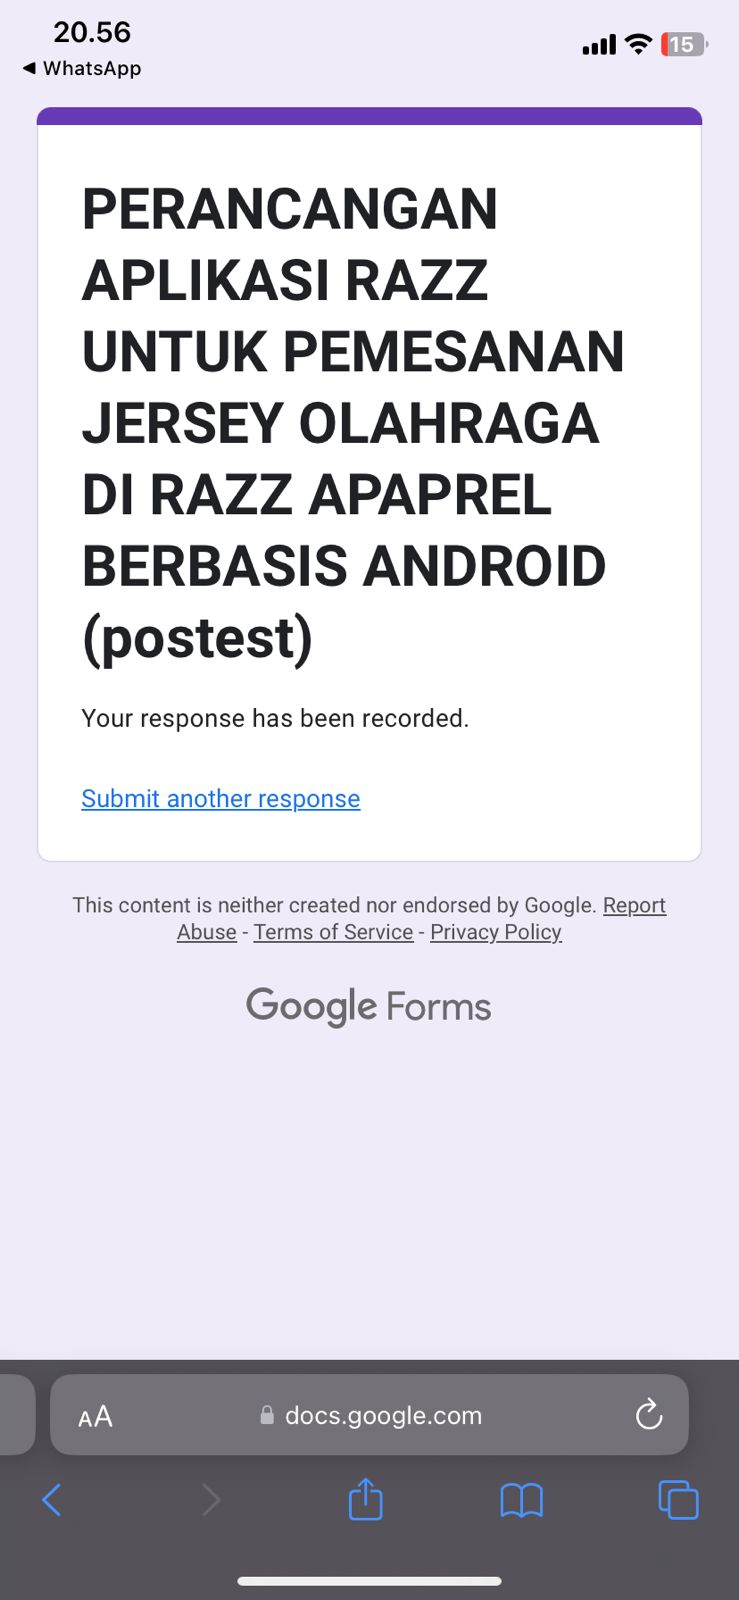 20.56
◀ WhatsApp
15
PERANCANGAN
APLIKASI RAZZ
UNTUK PEMESANAN
JERSEY OLAHRAGA
DI RAZZ APAPREL
BERBASIS ANDROID
(postest)
Your response has been recorded.
Submit another response
This content is neither created nor endorsed by Google. Report
Abuse - Terms of Service - Privacy Policy
Google Forms
AA
docs.google.com